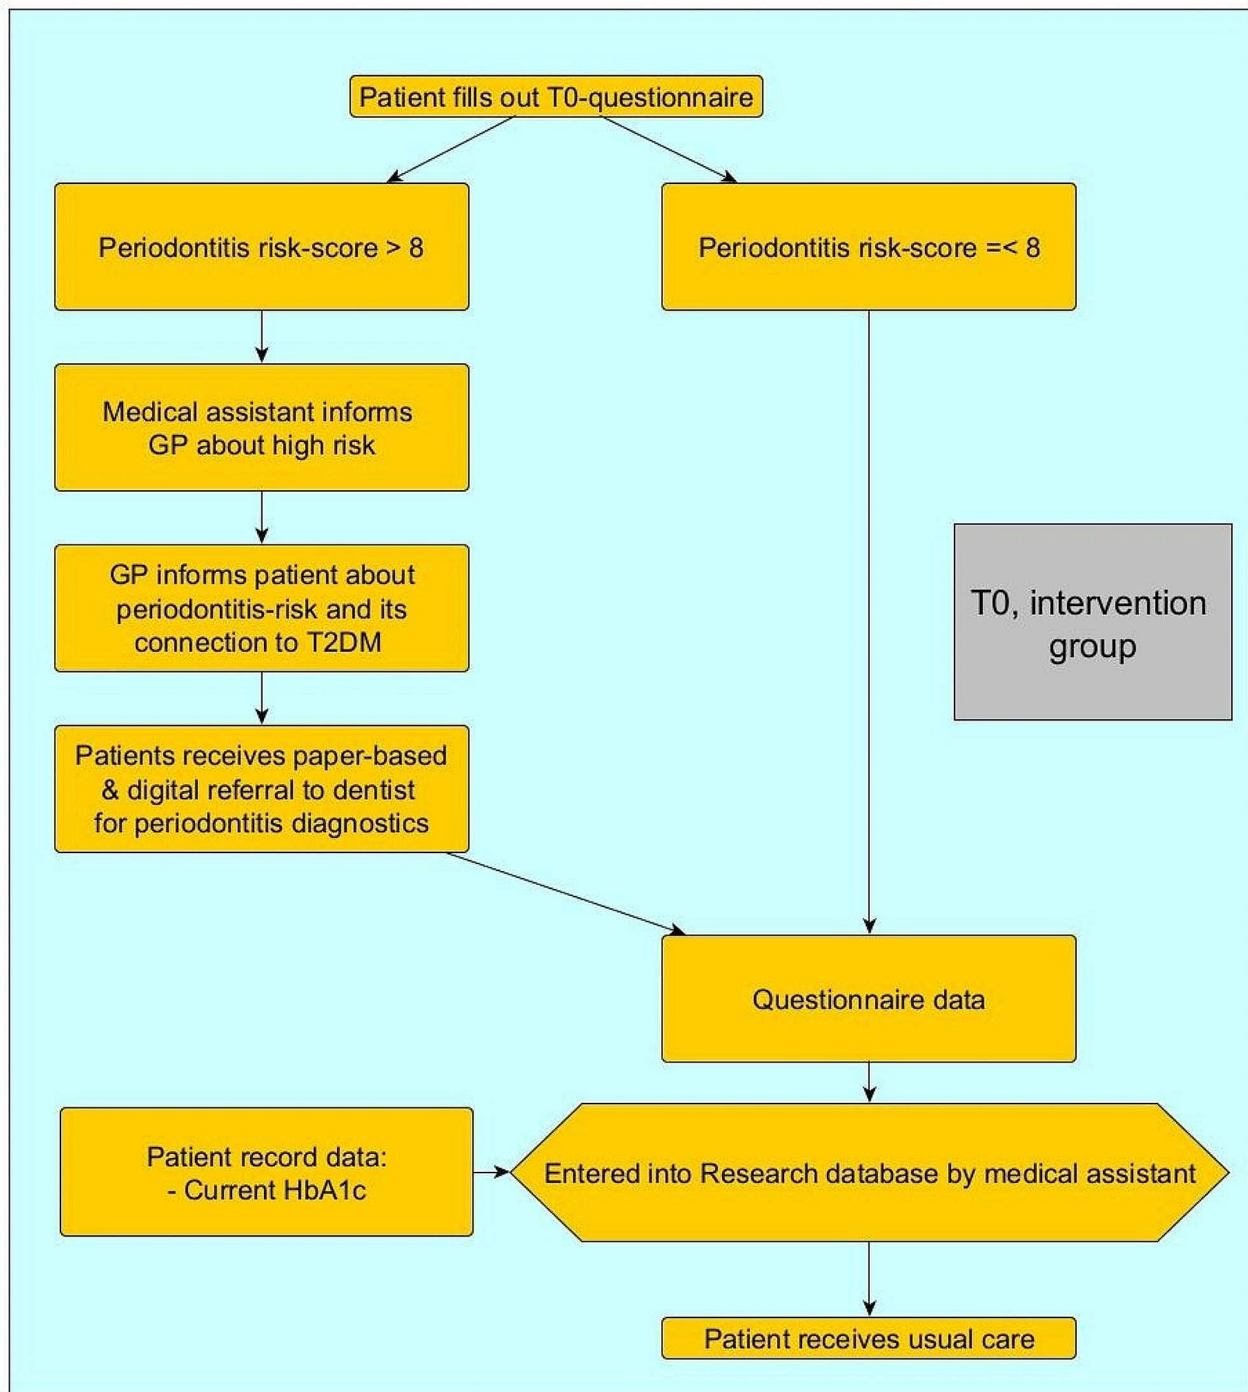 Patient fills out T0-questionnaire
Periodontitis risk-score > 8
Periodontitis risk-score =< 8
Medical assistant informs
GP about high risk
GP informs patient about
periodontitis-risk and its
connection to T2DM
T0, intervention
group
Patients receives paper-based
& digital referral to dentist
for periodontitis diagnostics
Questionnaire data
Patient record data:
- Current HbA1c
Entered into Research database by medical assistant
Patient receives usual care